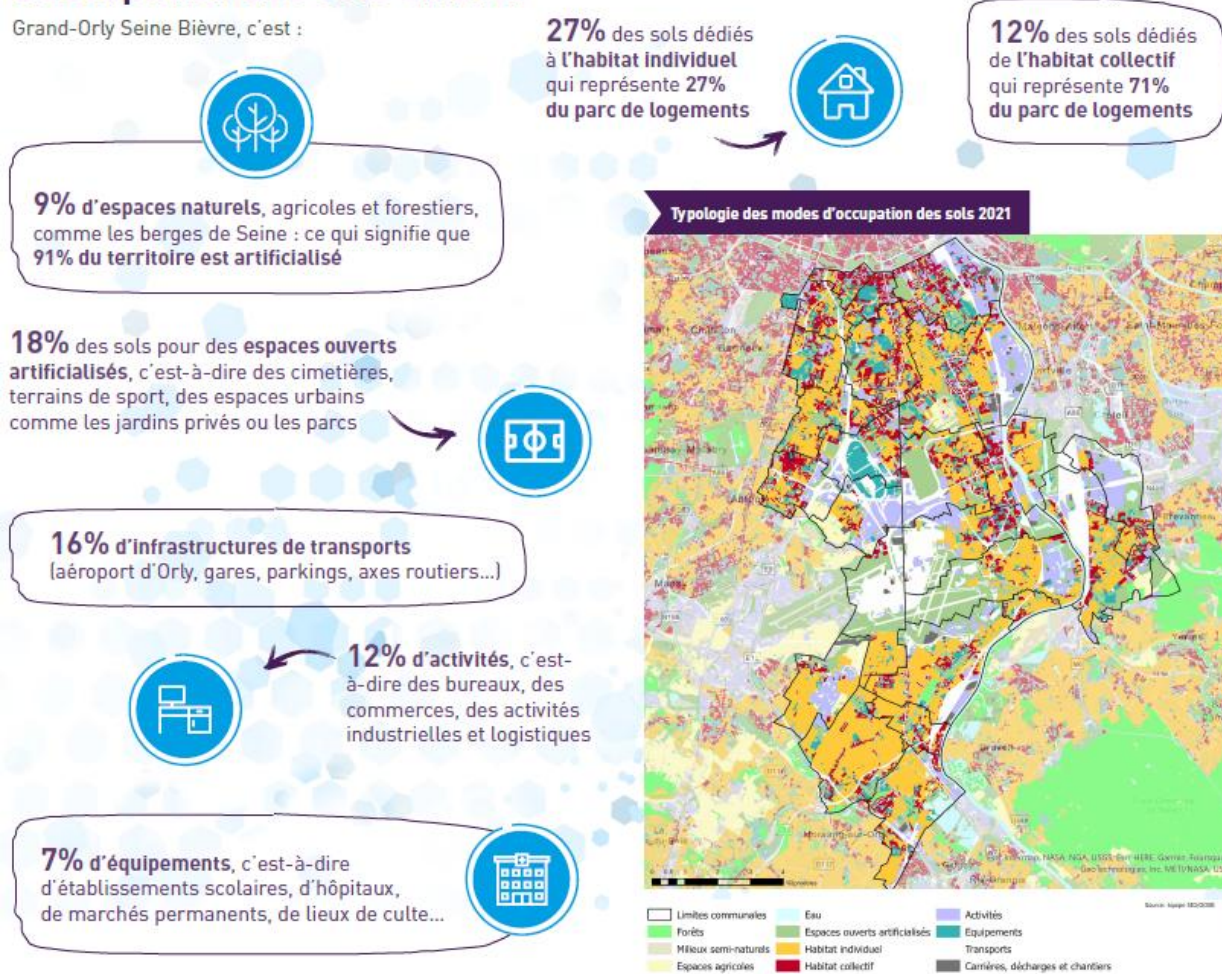 Grand-Orly Seine Bièvre, c'est :
9% d'espaces naturels, agricoles et forestiers,
comme les berges de Seine : ce qui signifie que
91% du territoire est artificialisé
18% des sols pour des espaces ouverts
artificialisés, c'est-à-dire des cimetières,
terrains de sport, des espaces urbains
comme les jardins privés ou les parcs
16% d'infrastructures de transports
(aéroport d'Orly, gares, parkings, axes routiers...)
12% d'activités, c'est-
à-dire des bureaux, des
commerces, des activités
industrielles et logistiques
7% d'équipements, c'est-à-dire
d'établissements scolaires, d'hôpitaux,
de marchés permanents, de lieux de culte...
27% des sols dédiés
à l'habitat individuel
qui représente 27%
du parc de logements
12% des sols dédiés
de l'habitat collectif
qui représente 71%
du parc de logements
Typologie des modes d'occupation des sols 2021
Limites communales
Forêts
Milieux semi-naturels
Espaces agricoles
Eau
Espaces ouverts artificialisés
Habitat individuel
Habitat collectif
Activités
Equipements
Transports
Carrières, décharges et chantiers